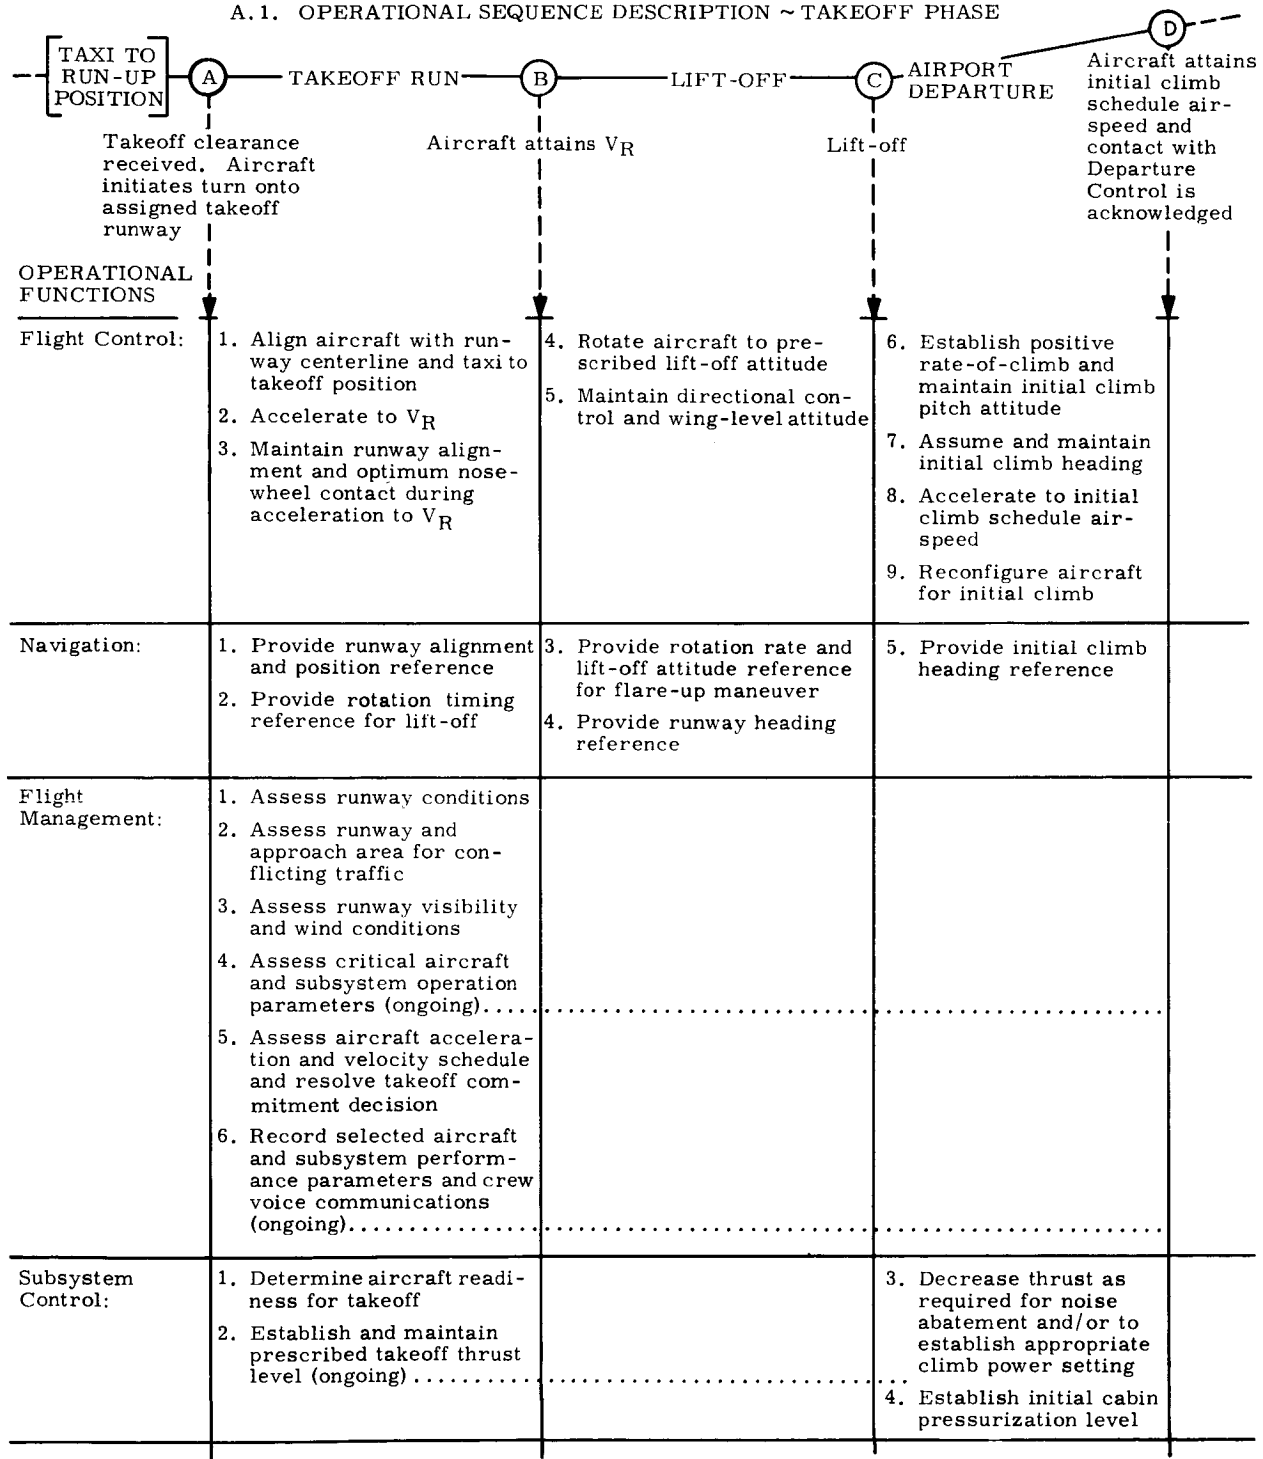 A.1. OPERATIONAL SEQUENCE DESCRIPTION ~ TAKEOFF PHASE
TAXI TO
RUN-UP
POSITION
A
TAKEOFF RUN
B
LIFT-OFF
C
AIRPORT
DEPARTURE
D
Takeoff clearance
received. Aircraft
initiates turn onto
assigned takeoff
runway
Aircraft attains VR
Lift-off
Aircraft attains
initial climb
schedule air-
speed and
contact with
Departure
Control is
acknowledged
OPERATIONAL
FUNCTIONS
Flight Control:
1. Align aircraft with run-
way centerline and taxi to
takeoff position
2. Accelerate to VR
3. Maintain runway align-
ment and optimum nose-
wheel contact during
acceleration to VR
4. Rotate aircraft to pre-
scribed lift-off attitude
5. Maintain directional con-
trol and wing-level attitude
6. Establish positive
rate-of-climb and
maintain initial climb
pitch attitude
7. Assume and maintain
initial climb heading
8. Accelerate to initial
climb schedule air-
speed
9. Reconfigure aircraft
for initial climb
Navigation:
1. Provide runway alignment
and position reference
2. Provide rotation timing
reference for lift-off
3. Provide rotation rate and
lift-off attitude reference
for flare-up maneuver
4. Provide runway heading
reference
5. Provide initial climb
heading reference
Flight
Management:
1. Assess runway conditions
2. Assess runway and
approach area for con-
flicting traffic
3. Assess runway visibility
and wind conditions
4. Assess critical aircraft
and subsystem operation
parameters (ongoing)
5. Assess aircraft accelera-
tion and velocity schedule
and resolve takeoff com-
mitment decision
6. Record selected aircraft
and subsystem perform-
ance parameters and crew
voice communications
(ongoing)
Subsystem
Control:
1. Determine aircraft readi-
ness for takeoff
2. Establish and maintain
prescribed takeoff thrust
level (ongoing)
3. Decrease thrust as
required for noise
abatement and/or to
establish appropriate
climb power setting
4. Establish initial cabin
pressurization level